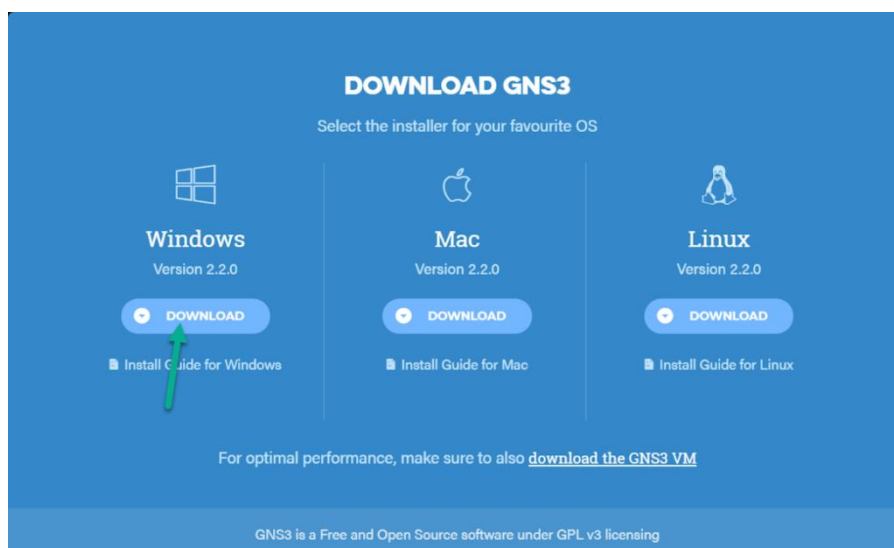 DOWNLOAD GNS3
Select the installer for your favourite OS
Windows
Version 2.2.0
DOWNLOAD
Install Guide for Windows
Mac
Version 2.2.0
DOWNLOAD
Install Guide for Mac
Linux
Version 2.2.0
DOWNLOAD
Install Guide for Linux
For optimal performance, make sure to also download the GNS3 VM
GNS3 is a Free and Open Source software under GPL v3 licensing